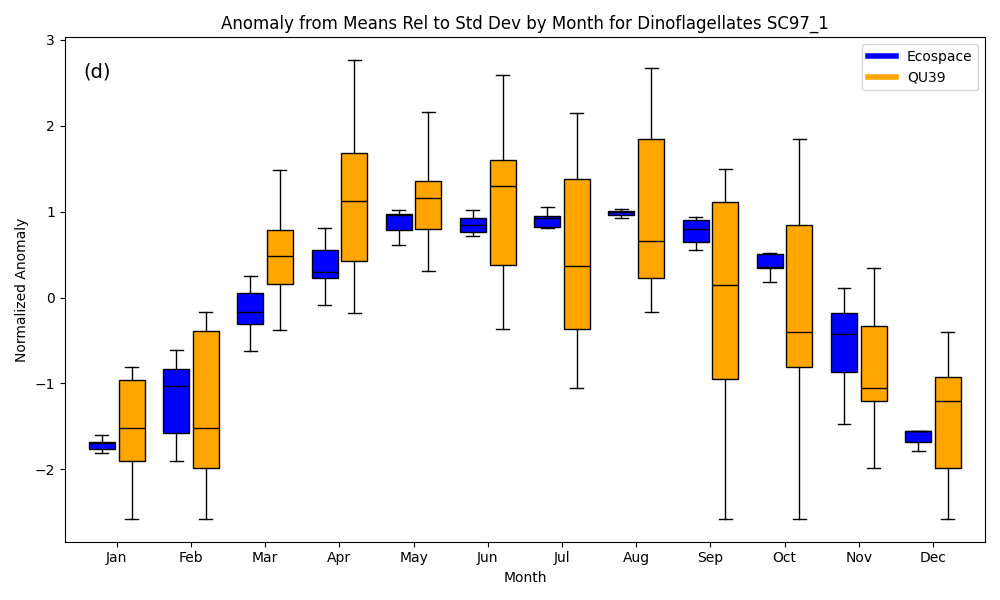 Anomaly from Means Rel to Std Dev by Month for Dinoflagellates SC97_1
(d)
Ecospace
QU39
Normalized Anomaly
3
2
1
0
−1
−2
Jan Feb Mar Apr May Jun Jul Aug Sep Oct Nov Dec
Month